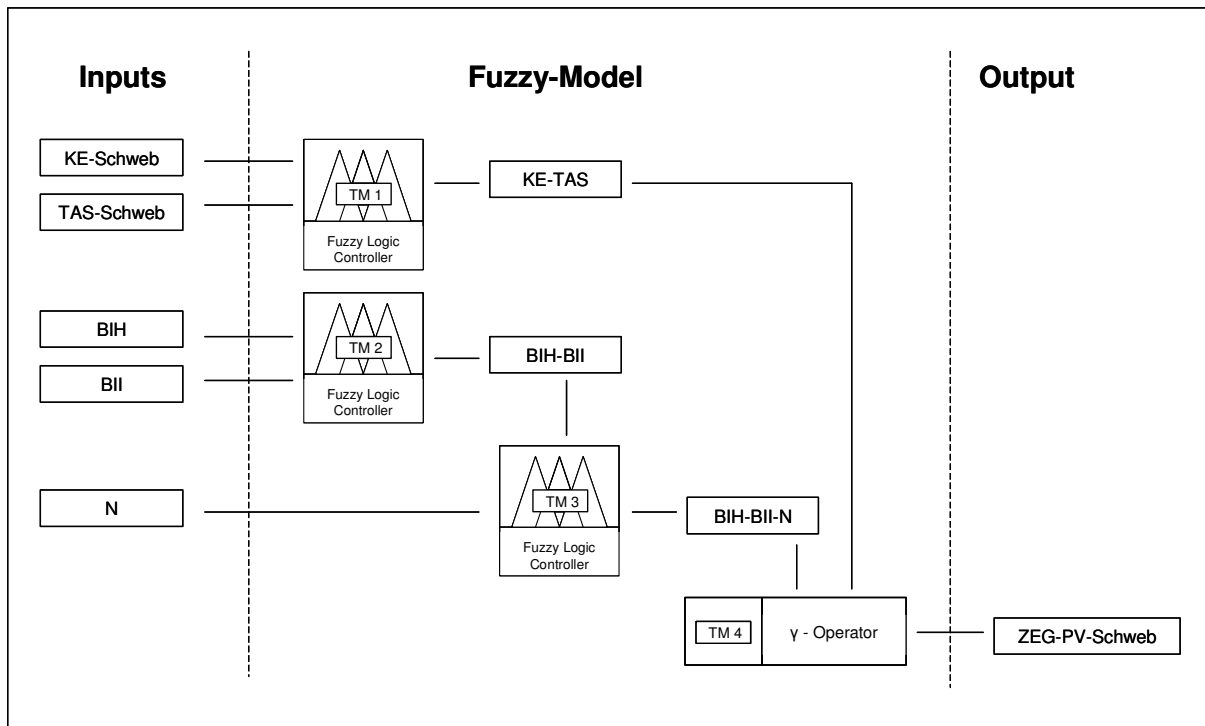 Inputs
Fuzzy-Model
Output
KE-Schweb
TAS-Schweb
TM 1
Fuzzy Logic
Controller
KE-TAS
BIH
BII
TM 2
Fuzzy Logic
Controller
BIH-BII
N
TM 3
Fuzzy Logic
Controller
BIH-BII-N
TM 4
γ - Operator
ZEG-PV-Schweb